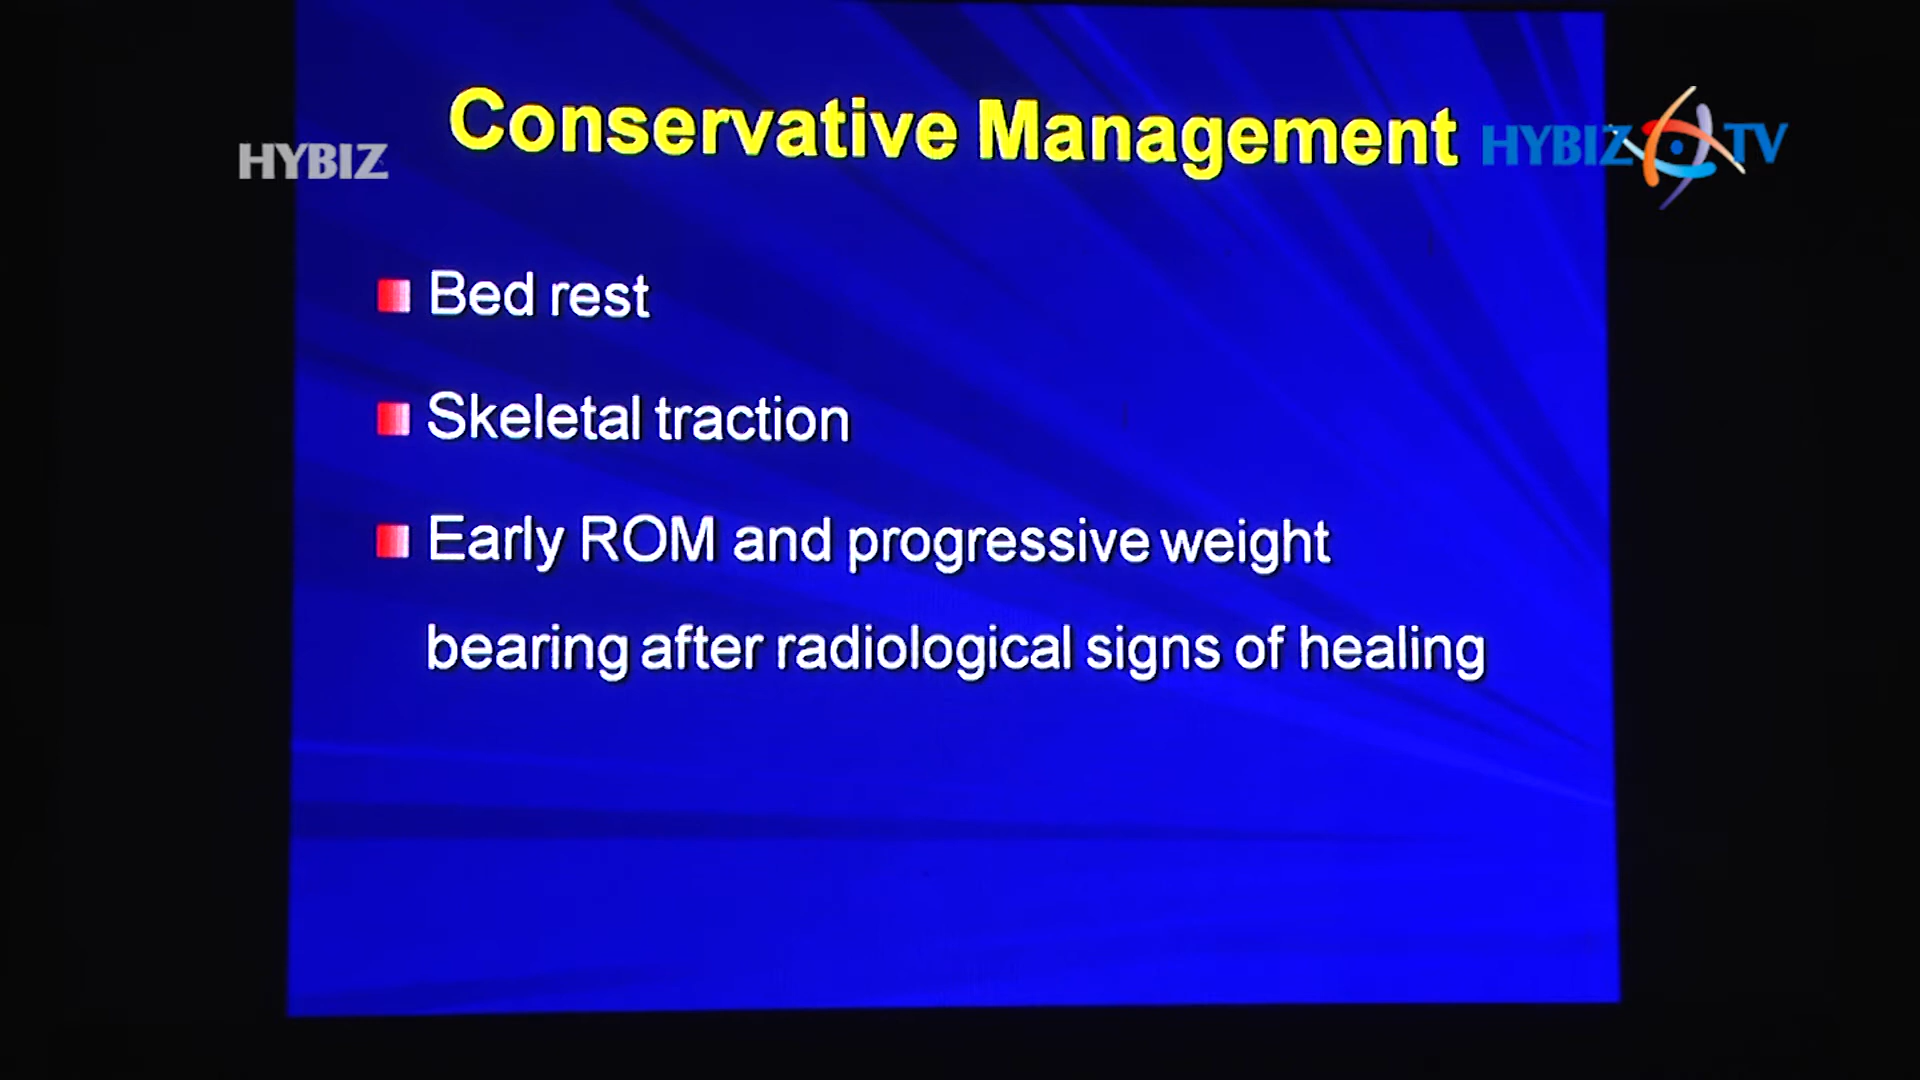 Conservative Management
HYBIZ
HYBIZ TV
Bed rest
Skeletal traction
Early ROM and progressive weight
bearing after radiological signs of healing